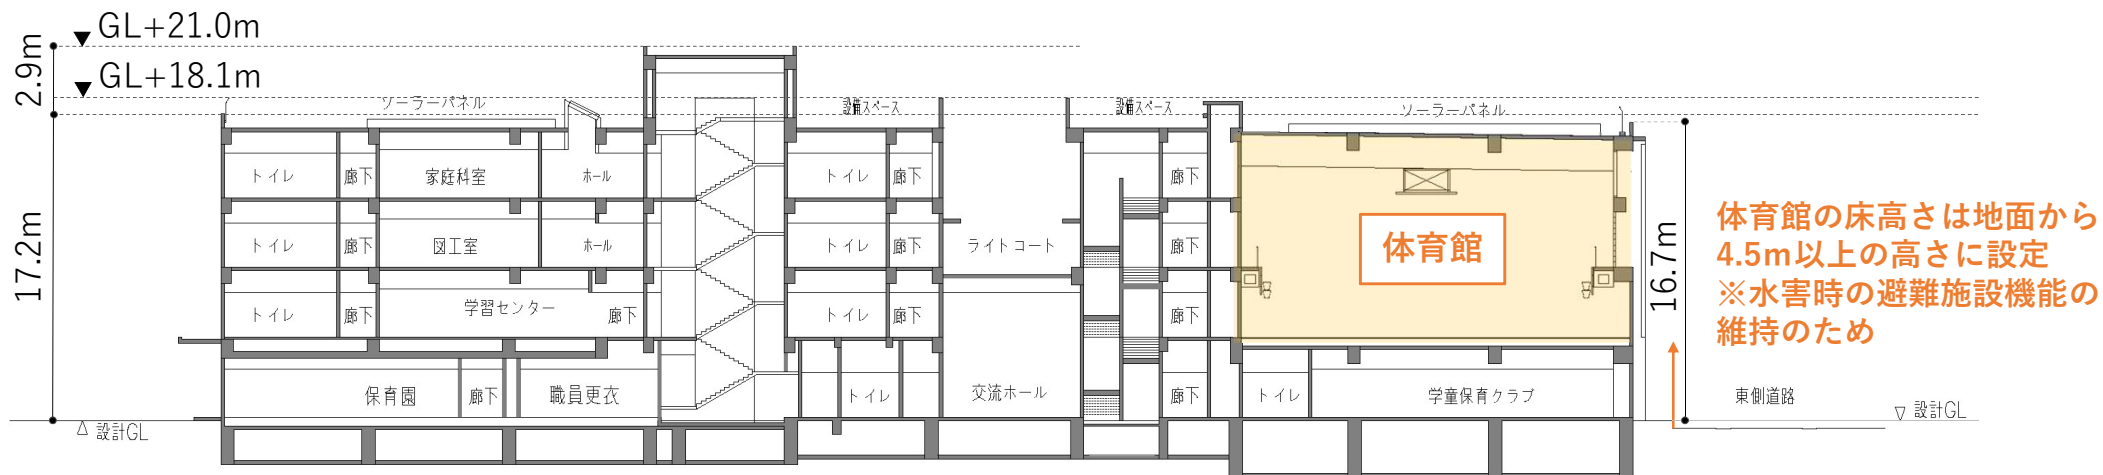 GL+21.0m
2.9m
GL+18.1m
ソーラーパネル
設備スペース
設備スペース
ソーラーパネル
17.2m
トイレ
廊下
家庭科室
ホール
トイレ
廊下
廊下
トイレ
廊下
図工室
ホール
トイレ
廊下
ライトコート
廊下
体育館
トイレ
廊下
学習センター
廊下
トイレ
廊下
廊下
16.7m
体育館の床高さは地面から
4.5m以上の高さに設定
※水害時の避難施設機能の
維持のため
保育園
廊下
職員更衣
トイレ
交流ホール
廊下
トイレ
学童保育クラブ
東側道路
設計GL
設計GL